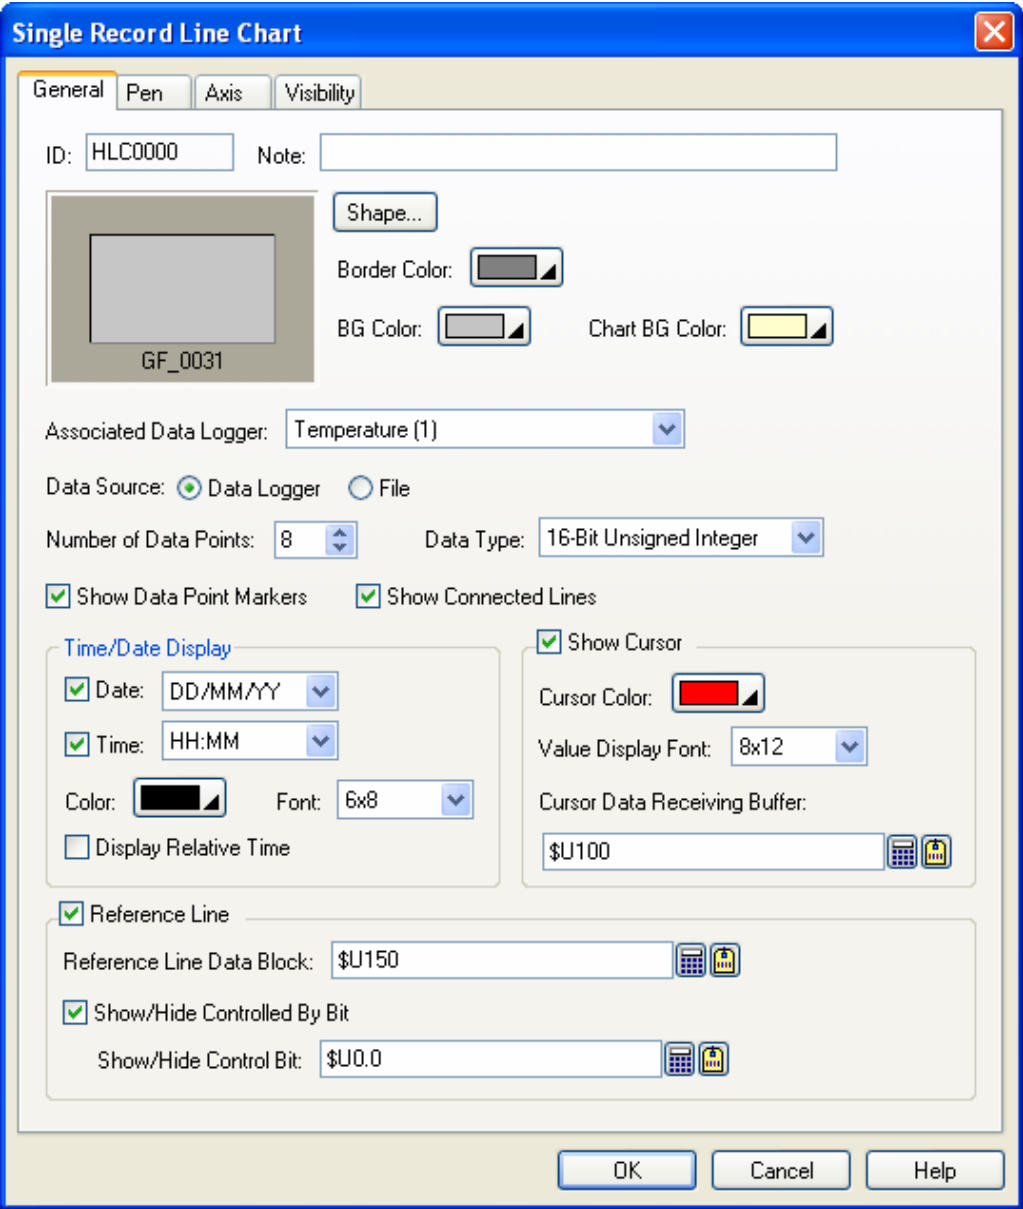 Single Record Line Chart
General Pen Axis Visibility
ID: HLC0000 Note:
Shape...
Border Color:
BG Color: Chart BG Color:
GF_0031
Associated Data Logger: Temperature (1)
Data Source: Data Logger File
Number of Data Points: 8 Data Type: 16-Bit Unsigned Integer
Show Data Point Markers Show Connected Lines
Time/Date Display
Date: DD/MM/YY
Time: HH:MM
Color: Font: 6x8
Display Relative Time
Show Cursor
Cursor Color:
Value Display Font: 8x12
Cursor Data Receiving Buffer:
$U100
Reference Line
Reference Line Data Block: $U150
Show/Hide Controlled By Bit
Show/Hide Control Bit: $U0.0
OK Cancel Help